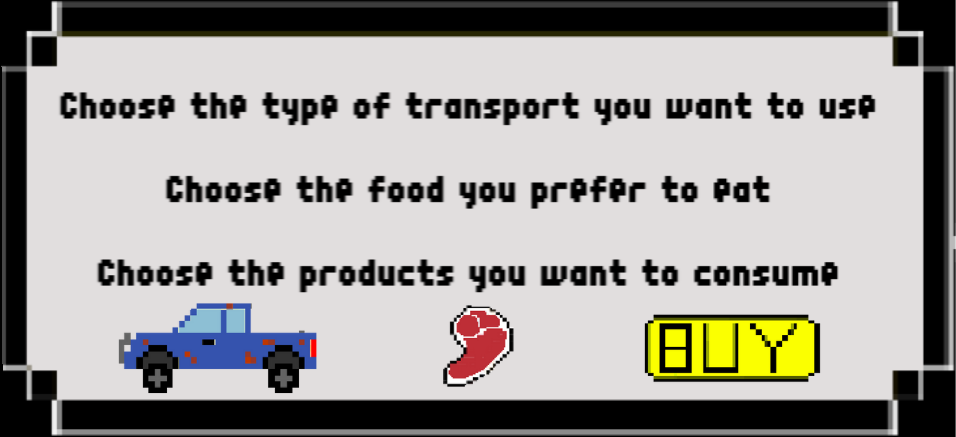 Choose the type of transport you want to use
Choose the food you prefer to eat
Choose the products you want to consume
BUY